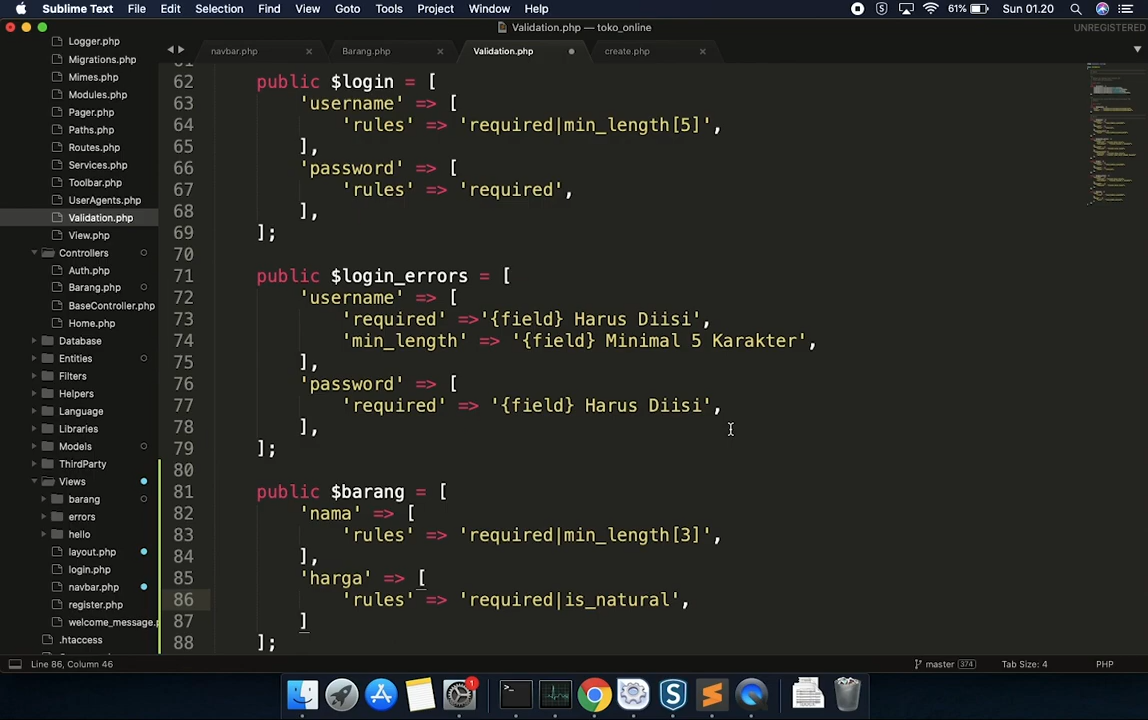 Sublime Text File Edit Selection Find View Goto Tools Project Window Help S 61% Sun 01.20
Validation.php — toko_online UNREGISTERED
navbar.php Barang.php Validation.php create.php
Logger.php
Migrations.php
Mimes.php
Modules.php
Pager.php
Paths.php
Routes.php
Services.php
Toolbar.php
UserAgents.php
Validation.php
View.php
Controllers
Auth.php
Barang.php
BaseController.php
Home.php
Database
Entities
Filters
Helpers
Language
Libraries
Models
ThirdParty
Views
barang
errors
hello
layout.php
login.php
navbar.php
register.php
welcome_message.p
.htaccess
61
62 public $login = [
63 'username' => [
64 'rules' => 'required|min_length[5]',
65 ],
66 'password' => [
67 'rules' => 'required',
68 ],
69 ];
70
71 public $login_errors = [
72 'username' => [
73 'required' =>'{field} Harus Diisi',
74 'min_length' => '{field} Minimal 5 Karakter',
75 ],
76 'password' => [
77 'required' => '{field} Harus Diisi',
78 ],
79 ];
80
81 public $barang = [
82 'nama' => [
83 'rules' => 'required|min_length[3]',
84 ],
85 'harga' => [
86 'rules' => 'required|is_natural',
87 ]
88 ];
Line 86, Column 46 master 374 Tab Size: 4 PHP
1